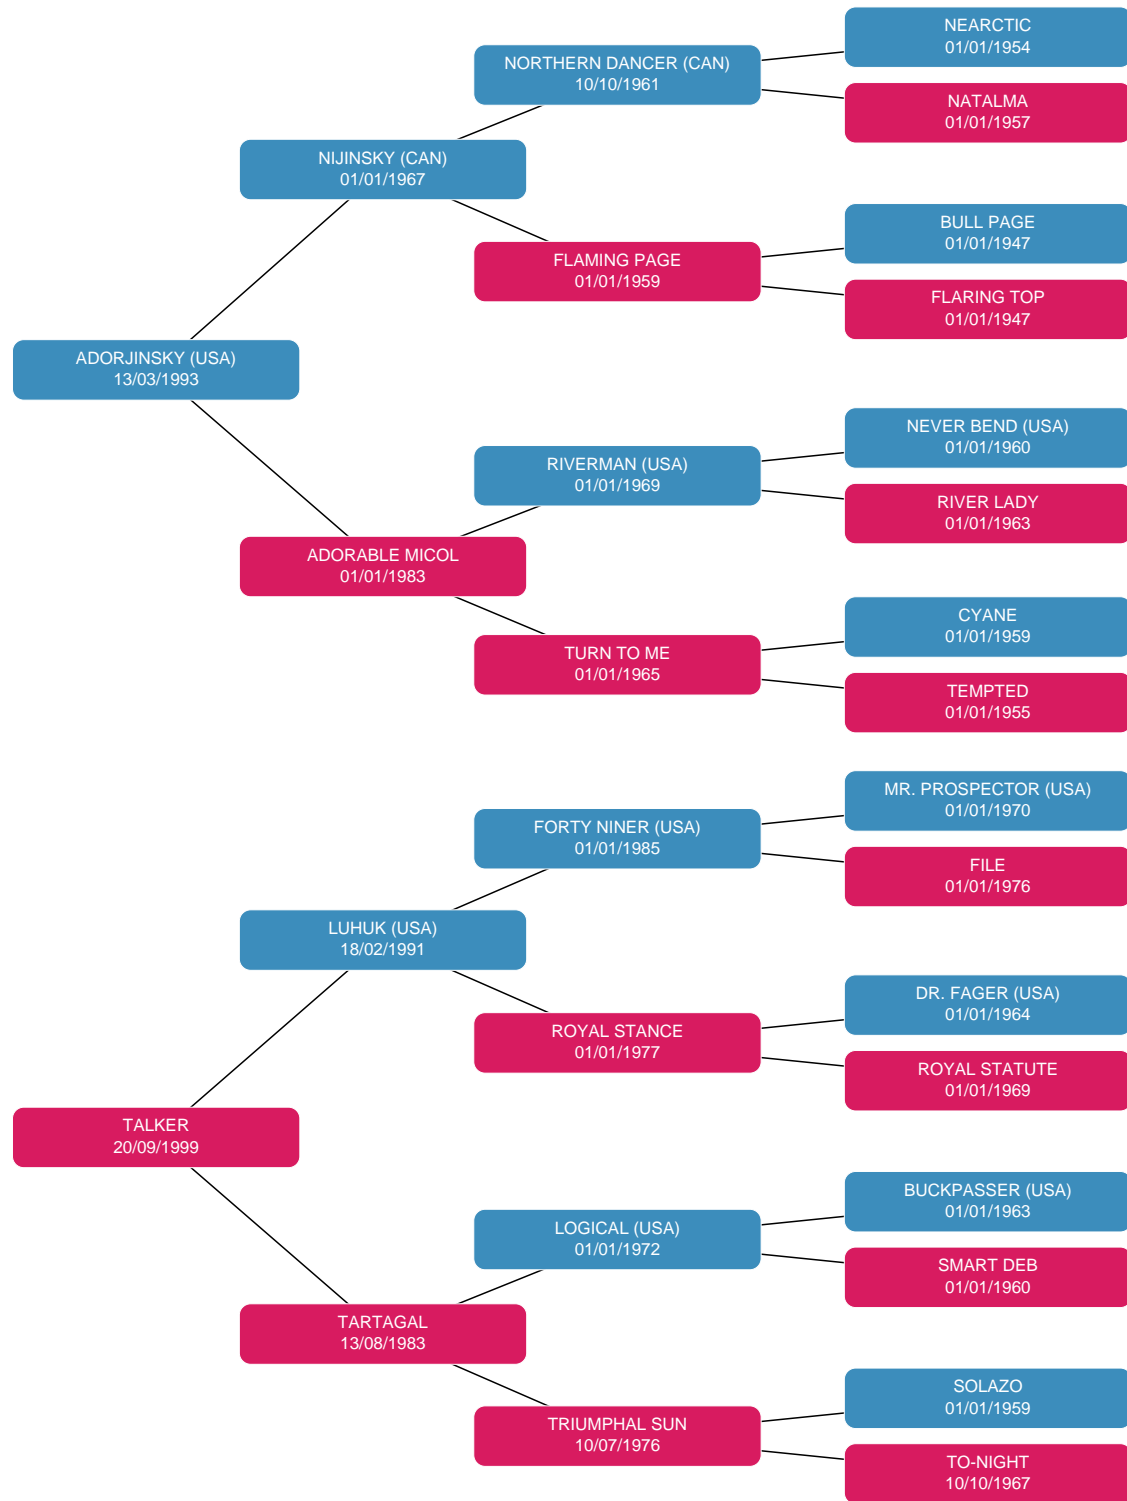 NEARCTIC
01/01/1954
NORTHERN DANCER (CAN)
10/10/1961
NATALMA
01/01/1957
NIJINSKY (CAN)
01/01/1967
BULL PAGE
01/01/1947
FLAMING PAGE
01/01/1959
FLARING TOP
01/01/1947
ADORJINSKY (USA)
13/03/1993
NEVER BEND (USA)
01/01/1960
RIVERMAN (USA)
01/01/1969
RIVER LADY
01/01/1963
ADORABLE MICOL
01/01/1983
CYANE
01/01/1959
TURN TO ME
01/01/1965
TEMPTED
01/01/1955
MR. PROSPECTOR (USA)
01/01/1970
FORTY NINER (USA)
01/01/1985
FILE
01/01/1976
LUHUK (USA)
18/02/1991
DR. FAGER (USA)
01/01/1964
ROYAL STANCE
01/01/1977
ROYAL STATUTE
01/01/1969
TALKER
20/09/1999
BUCKPASSER (USA)
01/01/1963
LOGICAL (USA)
01/01/1972
SMART DEB
01/01/1960
TARTAGAL
13/08/1983
SOLAZO
01/01/1959
TRIUMPHAL SUN
10/07/1976
TO-NIGHT
10/10/1967